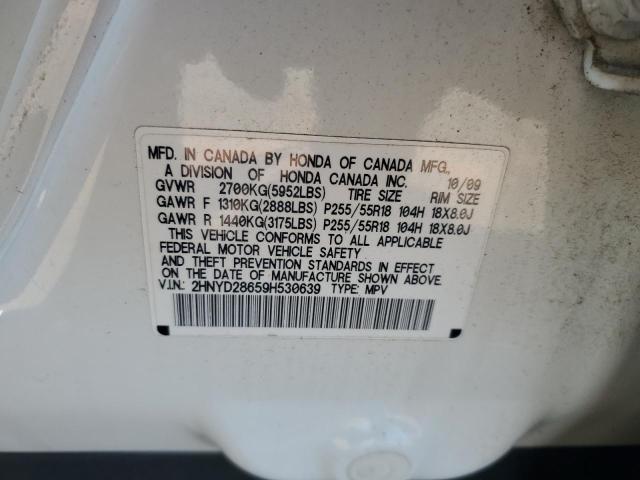 MFD. IN CANADA BY HONDA OF CANADA MFG.,
A DIVISION OF HONDA CANADA INC. 10/09
GVWR 2700KG(5952LBS) TIRE SIZE RIM SIZE
GAWR F 1310KG(2888LBS) P255/55R18 104H 18X8.0J
GAWR R 1440KG(3175LBS) P255/55R18 104H 18X8.0J
THIS VEHICLE CONFORMS TO ALL APPLICABLE
FEDERAL MOTOR VEHICLE SAFETY
AND THEFT PREVENTION STANDARDS IN EFFECT
ON THE DATE OF MANUFACTURE SHOWN ABOVE.
V.I.N.: 2HNYD28659H530639 TYPE: MPV